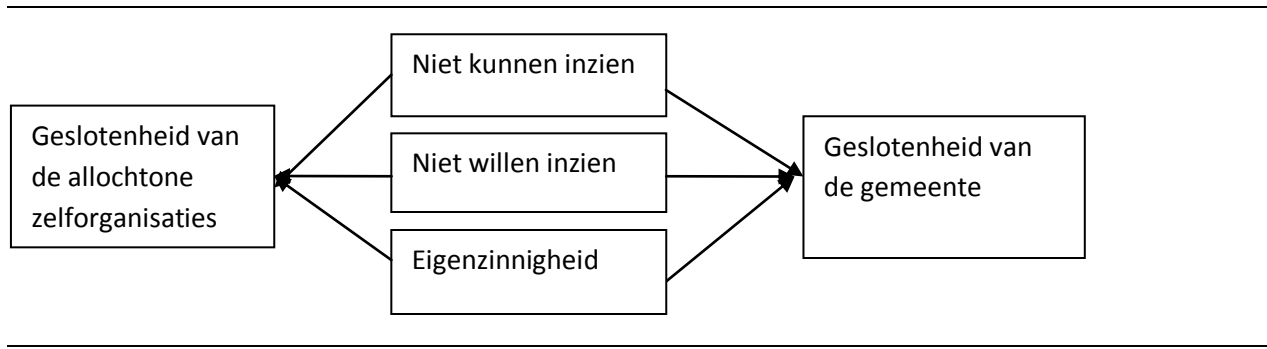 Geslotenheid van
de allochtone
zelforganisaties
Niet kunnen inzien
Niet willen inzien
Eigenzinnigheid
Geslotenheid van
de gemeente